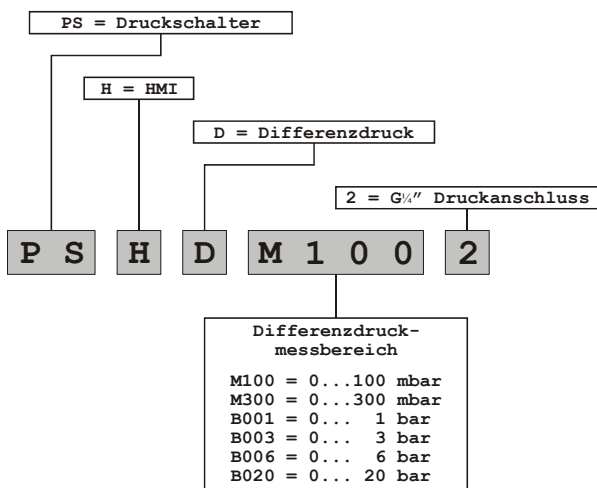 PS = Druckschalter
H = HMI
D = Differenzdruck
2 = G¼" Druckanschluss
P S H D M 1 0 0 2
Differenzdruck-
messbereich
M100 = 0...100 mbar
M300 = 0...300 mbar
B001 = 0... 1 bar
B003 = 0... 3 bar
B006 = 0... 6 bar
B020 = 0... 20 bar